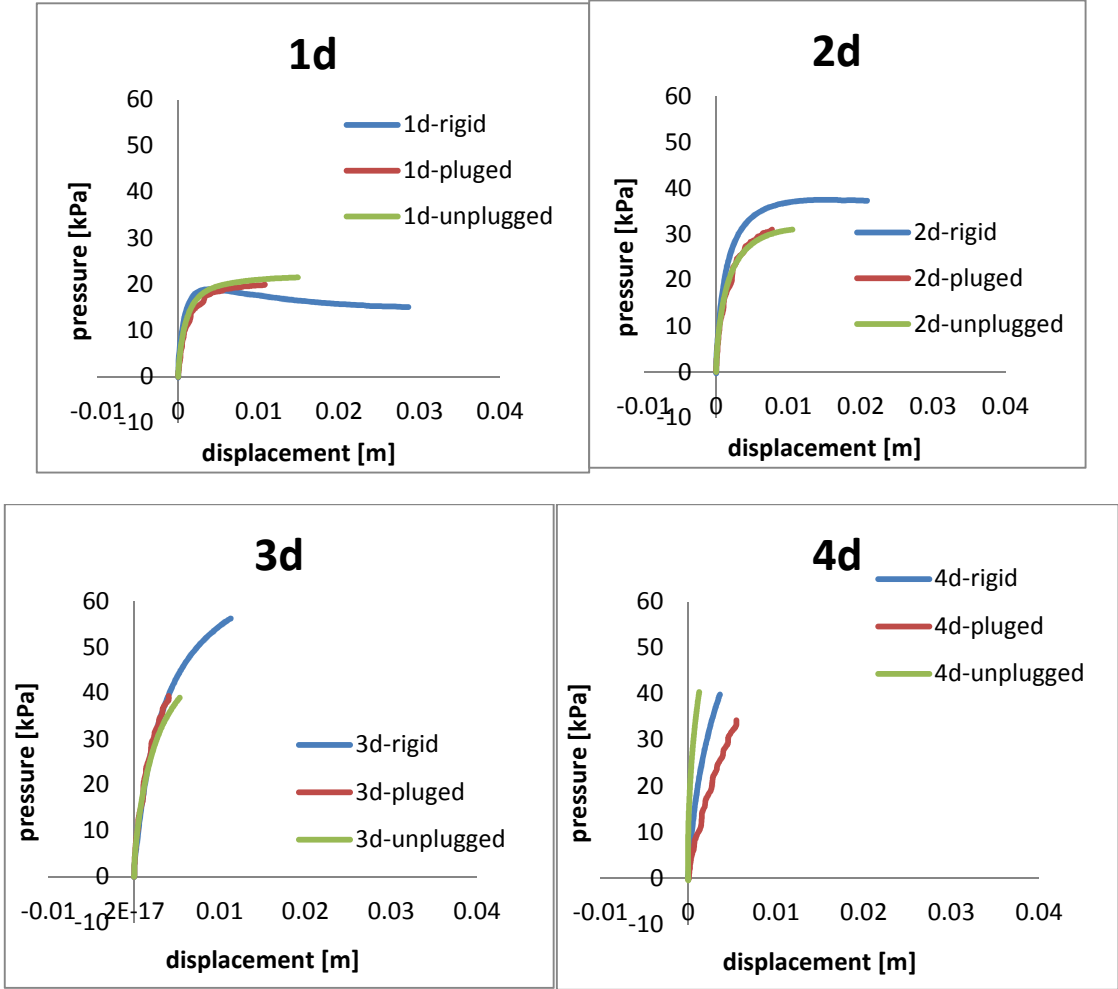 1d
60
50
40
30
20
10
0
-10
pressure [kPa]
1d-rigid
1d-pluged
1d-unplugged
-0.01 0 0.01 0.02 0.03 0.04
displacement [m]
2d
60
50
40
30
20
10
0
-10
pressure [kPa]
2d-rigid
2d-pluged
2d-unplugged
-0.01 0 0.01 0.02 0.03 0.04
displacement [m]
3d
60
50
40
30
20
10
0
-10
pressure [kPa]
3d-rigid
3d-pluged
3d-unplugged
-0.01 2E-17 0.01 0.02 0.03 0.04
displacement [m]
4d
60
50
40
30
20
10
0
-10
pressure [kPa]
4d-rigid
4d-pluged
4d-unplugged
-0.01 0 0.01 0.02 0.03 0.04
displacement [m]